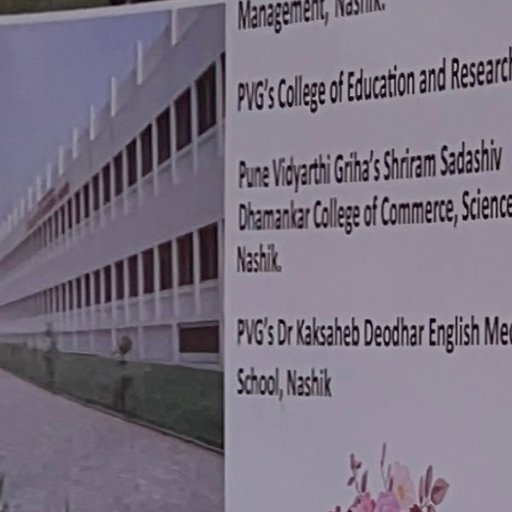 Management, Nashik.
PVG's College of Education and Research
Pune Vidyarthi Griha's Shriram Sadashiv
Dhamankar College of Commerce, Science
Nashik.
PVG's Dr Kaksaheb Deodhar English Med
School, Nashik